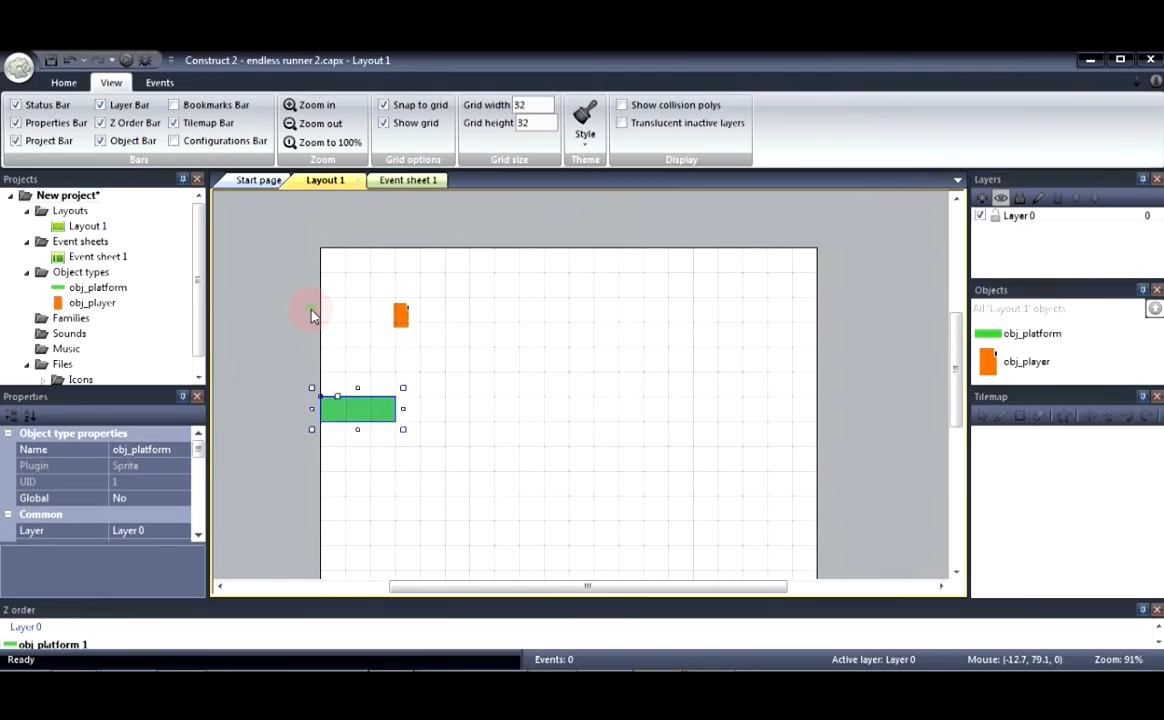 Construct 2 - endless runner 2.capx - Layout 1
Home View Events
Status Bar Layer Bar Bookmarks Bar Zoom in Snap to grid Grid width 32 Show collision polys
Properties Bar Z Order Bar Tilemap Bar Zoom out Show grid Grid height 32 Style Translucent inactive layers
Project Bar Object Bar Configurations Bar Zoom to 100%
Bars Zoom Grid options Grid size Theme Display
Projects
New project*
Layouts
Layout 1
Event sheets
Event sheet 1
Object types
obj_platform
obj_player
Families
Sounds
Music
Files
Icons
Start page Layout 1 Event sheet 1
Layers
Layer 0 0
Objects
All 'Layout 1' objects
obj_platform
obj_player
Tilemap
Properties
Object type properties
Name obj_platform
Plugin Sprite
UID 1
Global No
Common
Layer Layer 0
Z order
Layer 0
obj_platform 1
Ready Events: 0 Active layer: Layer 0 Mouse: (-12.7, 79.1, 0) Zoom: 91%